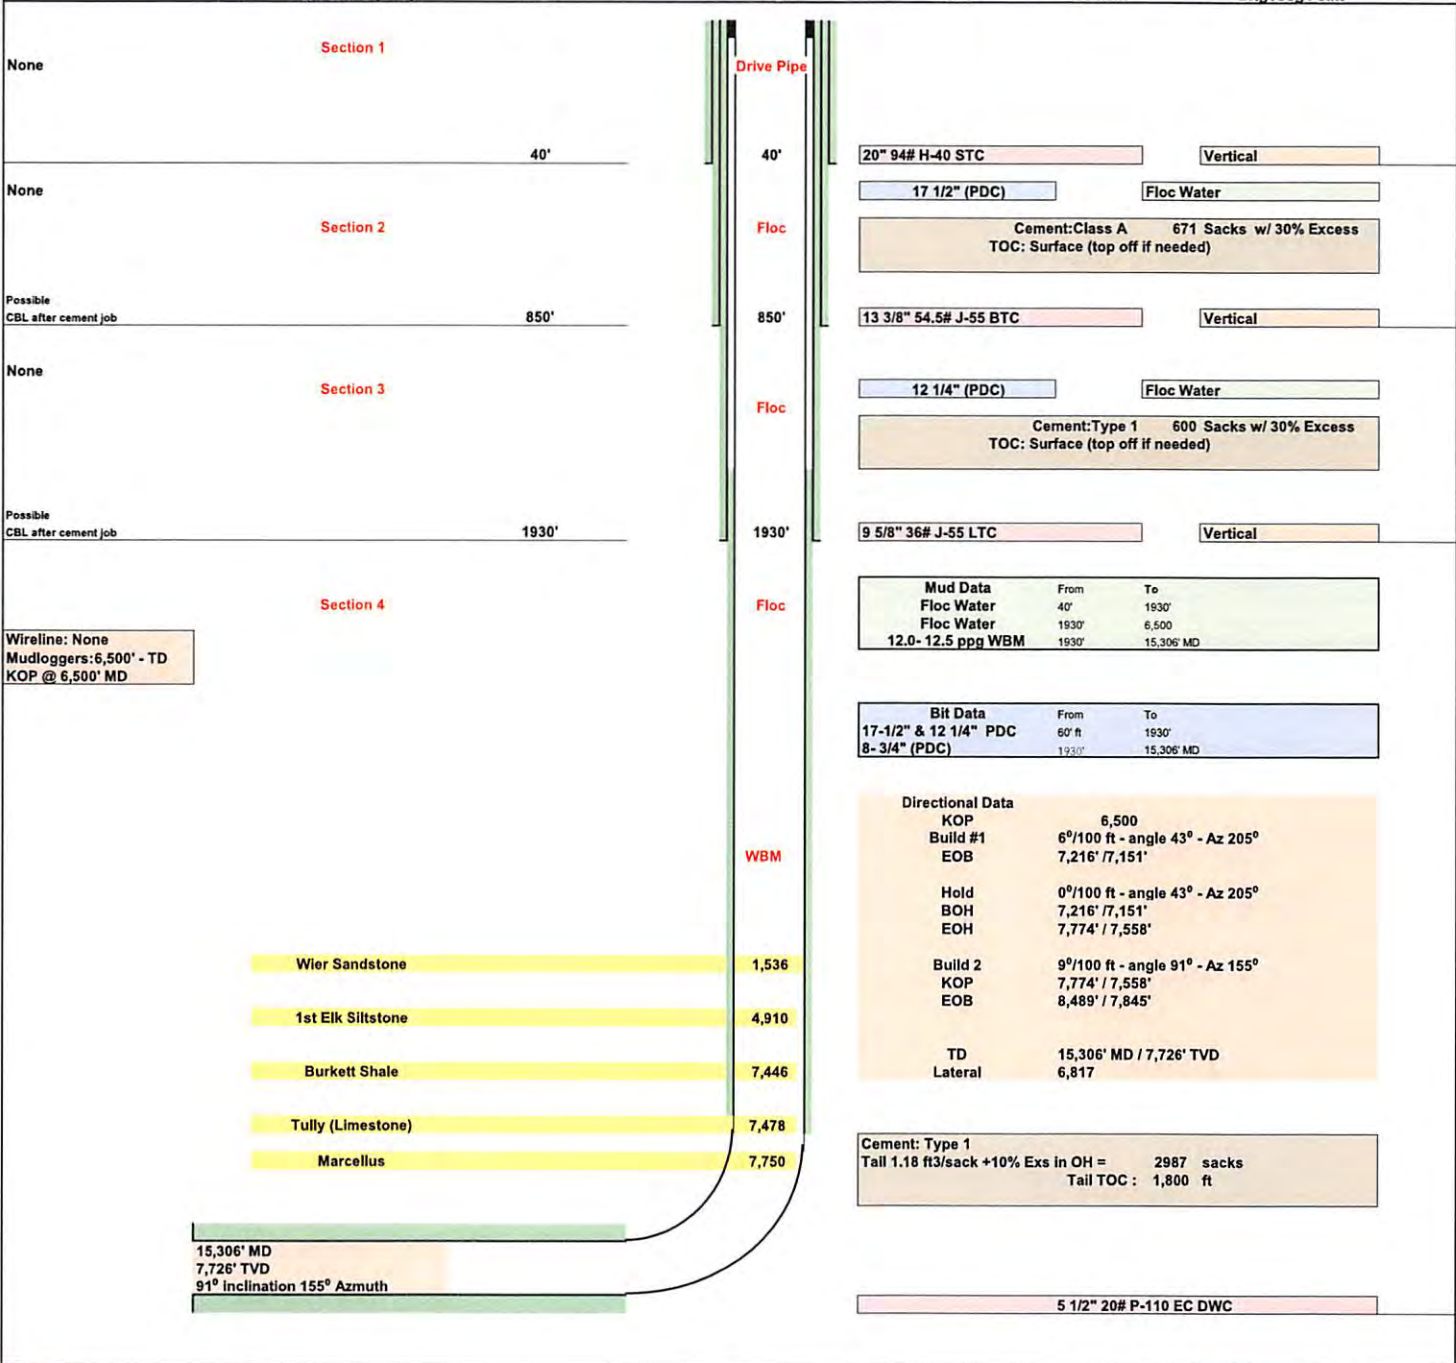 Section 1
None
Drive Pipe
40'
40'
20" 94# H-40 STC
Vertical
None
17 1/2" (PDC)
Floc Water
Section 2
Floc
Cement:Class A 671 Sacks w/ 30% Excess
TOC: Surface (top off if needed)
Possible
CBL after cement job
850'
850'
13 3/8" 54.5# J-55 BTC
Vertical
None
Section 3
12 1/4" (PDC)
Floc Water
Floc
Cement:Type 1 600 Sacks w/ 30% Excess
TOC: Surface (top off if needed)
Possible
CBL after cement job
1930'
1930'
9 5/8" 36# J-55 LTC
Vertical
Section 4
Floc
Mud Data From To
Floc Water 40' 1930'
Floc Water 1930' 6,500
12.0- 12.5 ppg WBM 1930' 15,306' MD
Wireline: None
Mudloggers:6,500' - TD
KOP @ 6,500' MD
Bit Data From To
17-1/2" & 12 1/4" PDC 60' ft 1930'
8- 3/4" (PDC) 1930' 15,306' MD
Directional Data
KOP 6,500
Build #1 6⁰/100 ft - angle 43⁰ - Az 205⁰
EOB 7,216' /7,151'
WBM
Hold 0⁰/100 ft - angle 43⁰ - Az 205⁰
BOH 7,216' /7,151'
EOH 7,774' / 7,558'
Build 2 9⁰/100 ft - angle 91⁰ - Az 155⁰
KOP 7,774' / 7,558'
EOB 8,489' / 7,845'
TD 15,306' MD / 7,726' TVD
Lateral 6,817
Wier Sandstone 1,536
1st Elk Siltstone 4,910
Burkett Shale 7,446
Tully (Limestone) 7,478
Marcellus 7,750
Cement: Type 1
Tail 1.18 ft3/sack +10% Exs in OH = 2987 sacks
Tail TOC : 1,800 ft
15,306' MD
7,726' TVD
91⁰ inclination 155⁰ Azmuth
5 1/2" 20# P-110 EC DWC